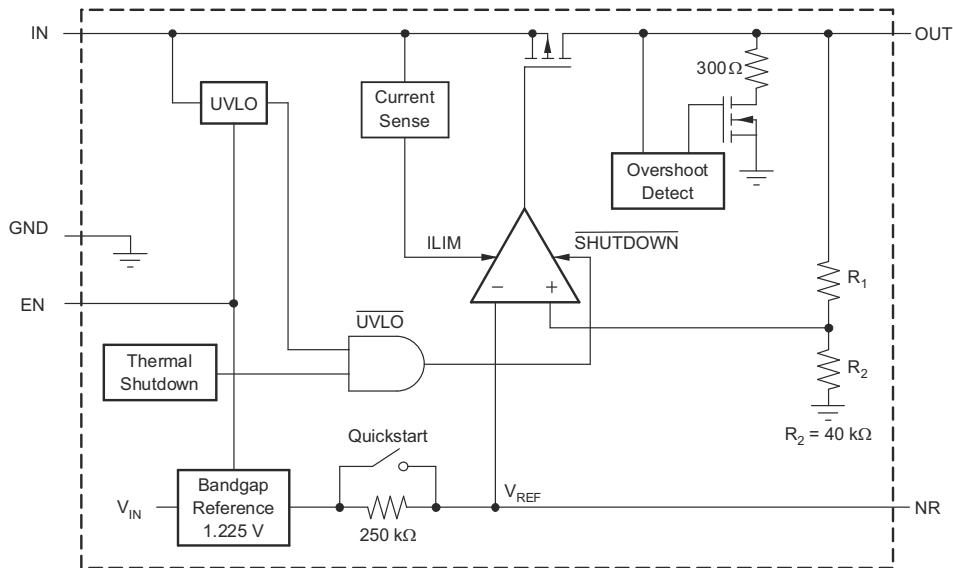 IN
OUT
300Ω
UVLO
Current
Sense
Overshoot
Detect
GND
ILIM
SHUTDOWN
R1
−
+
EN
UVLO
Thermal
Shutdown
R2
R2 = 40 kΩ
Quickstart
VIN
Bandgap
Reference
1.225 V
250 kΩ
VREF
NR